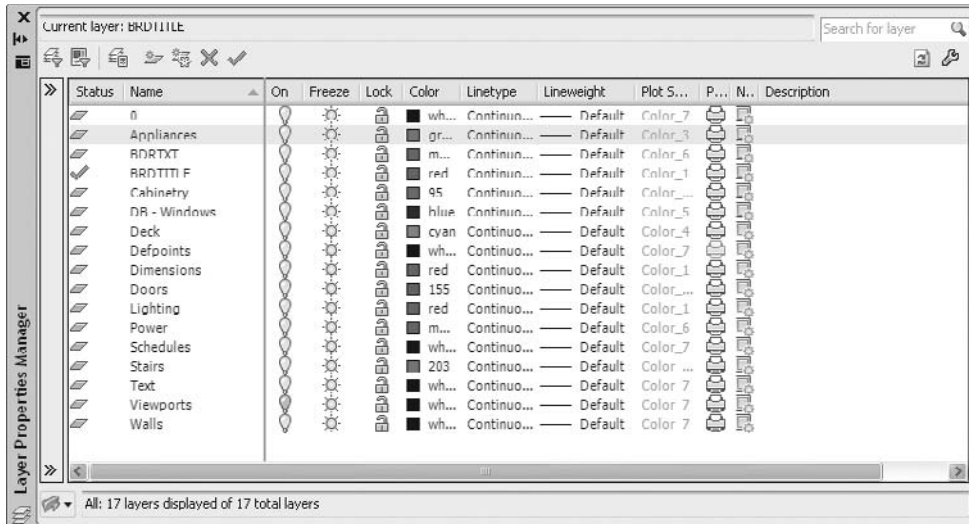 Current layer: BRDTITLE
Search for layer
Status Name On Freeze Lock Color Linetype Lineweight Plot S... P... N.. Description
0 wh... Continuo... Default Color_7
Appliances gr... Continuo... Default Color_3
BDRTXT m... Continuo... Default Color_6
BRDTITLE red Continuo... Default Color_1
Cabinetry 95 Continuo... Default Color_...
DB - Windows blue Continuo... Default Color_5
Deck cyan Continuo... Default Color_4
Defpoints wh... Continuo... Default Color_7
Dimensions red Continuo... Default Color_1
Doors 155 Continuo... Default Color_...
Lighting red Continuo... Default Color_1
Power m... Continuo... Default Color_6
Schedules wh... Continuo... Default Color_7
Stairs 203 Continuo... Default Color ...
Text wh... Continuo... Default Color 7
Viewports wh... Continuo... Default Color 7
Walls wh... Continuo... Default Color 7
Layer Properties Manager
All: 17 layers displayed of 17 total layers